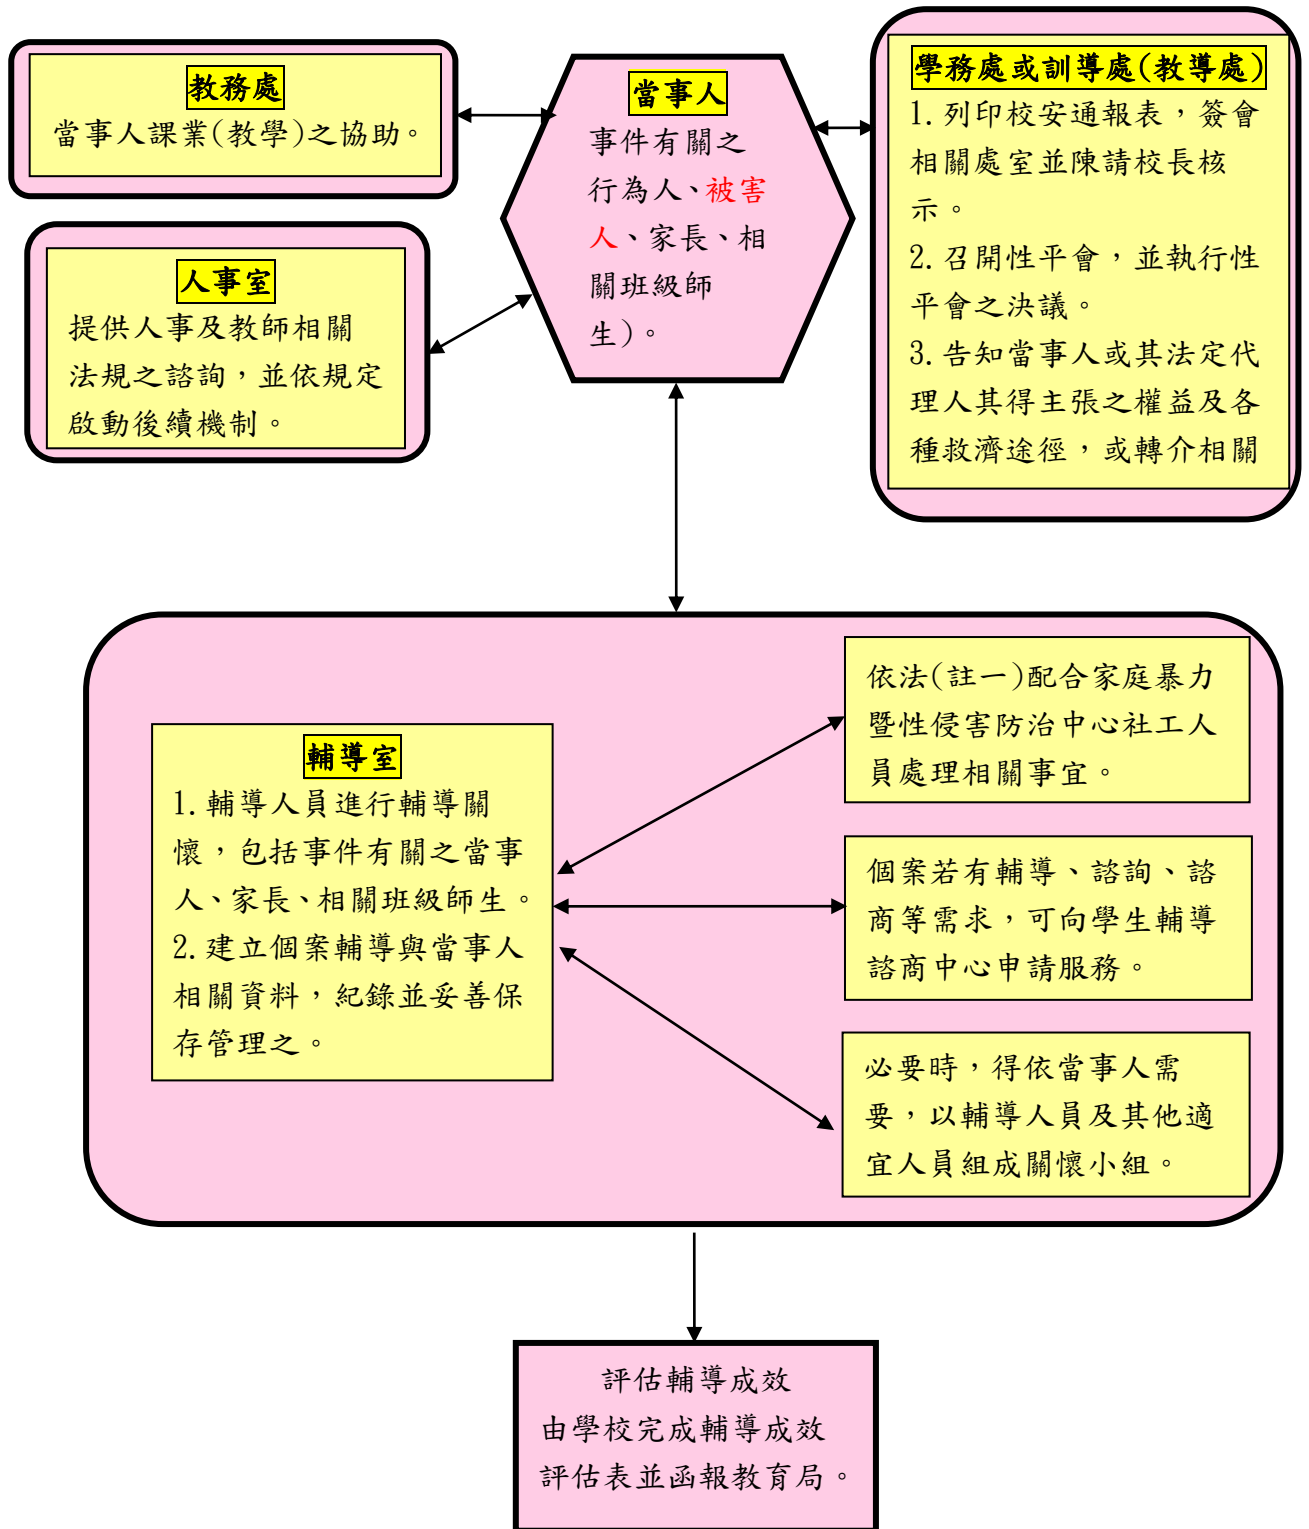 教務處
當事人課業(教學)之協助。
人事室
提供人事及教師相關
法規之諮詢，並依規定
啟動後續機制。
當事人
事件有關之
行為人、被害
人、家長、相
關班級師
生)。
學務處或訓導處(教導處)
1.列印校安通報表，簽會
相關處室並陳請校長核
示。
2.召開性平會，並執行性
平會之決議。
3.告知當事人或其法定代
理人其得主張之權益及各
種救濟途徑，或轉介相關
輔導室
1.輔導人員進行輔導關
懷，包括事件有關之當事
人、家長、相關班級師生。
2.建立個案輔導與當事人
相關資料，紀錄並妥善保
存管理之。
依法(註一)配合家庭暴力
暨性侵害防治中心社工人
員處理相關事宜。
個案若有輔導、諮詢、諮
商等需求，可向學生輔導
諮商中心申請服務。
必要時，得依當事人需
要，以輔導人員及其他適
宜人員組成關懷小組。
評估輔導成效
由學校完成輔導成效
評估表並函報教育局。